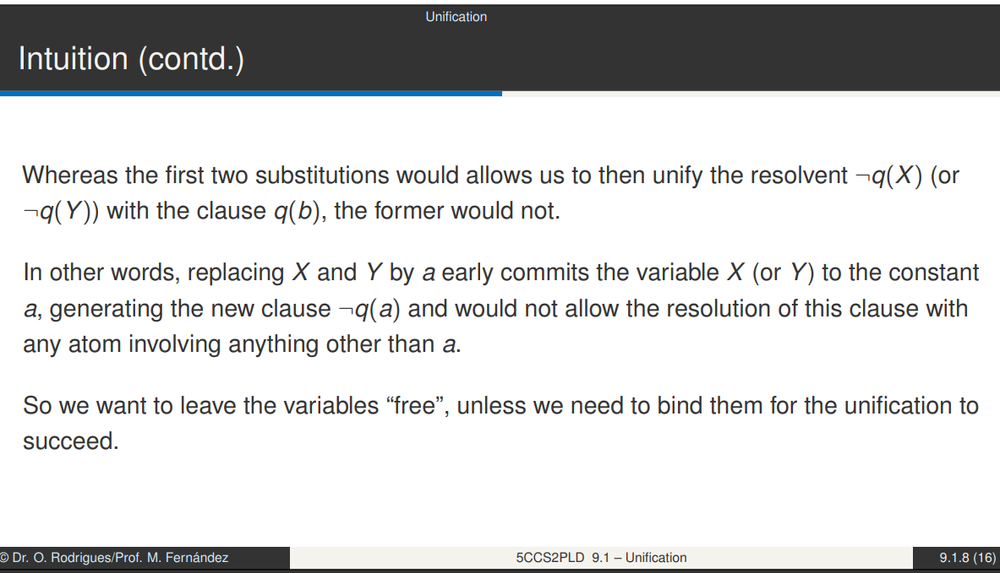 Unification
Intuition (contd.)
Whereas the first two substitutions would allows us to then unify the resolvent ¬q(X) (or
¬q(Y)) with the clause q(b), the former would not.
In other words, replacing X and Y by a early commits the variable X (or Y) to the constant
a, generating the new clause ¬q(a) and would not allow the resolution of this clause with
any atom involving anything other than a.
So we want to leave the variables “free”, unless we need to bind them for the unification to
succeed.
© Dr. O. Rodrigues/Prof. M. Fernández
5CCS2PLD 9.1 – Unification
9.1.8 (16)